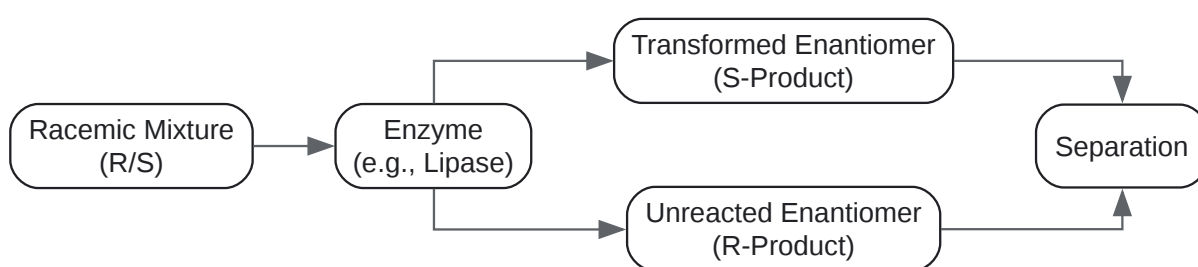 Racemic Mixture
(R/S)
Enzyme
(e.g., Lipase)
Transformed Enantiomer
(S-Product)
Unreacted Enantiomer
(R-Product)
Separation